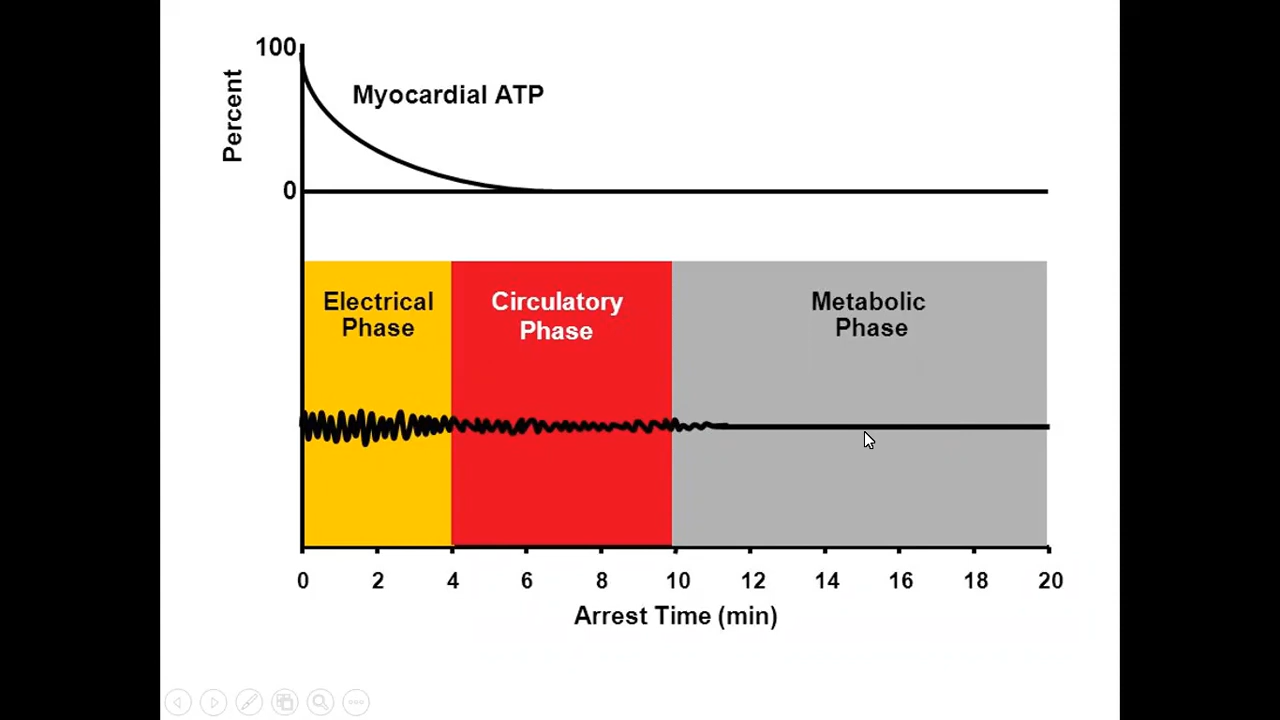 100
Percent
Myocardial ATP
0
Electrical
Phase
Circulatory
Phase
Metabolic
Phase
0 2 4 6 8 10 12 14 16 18 20
Arrest Time (min)